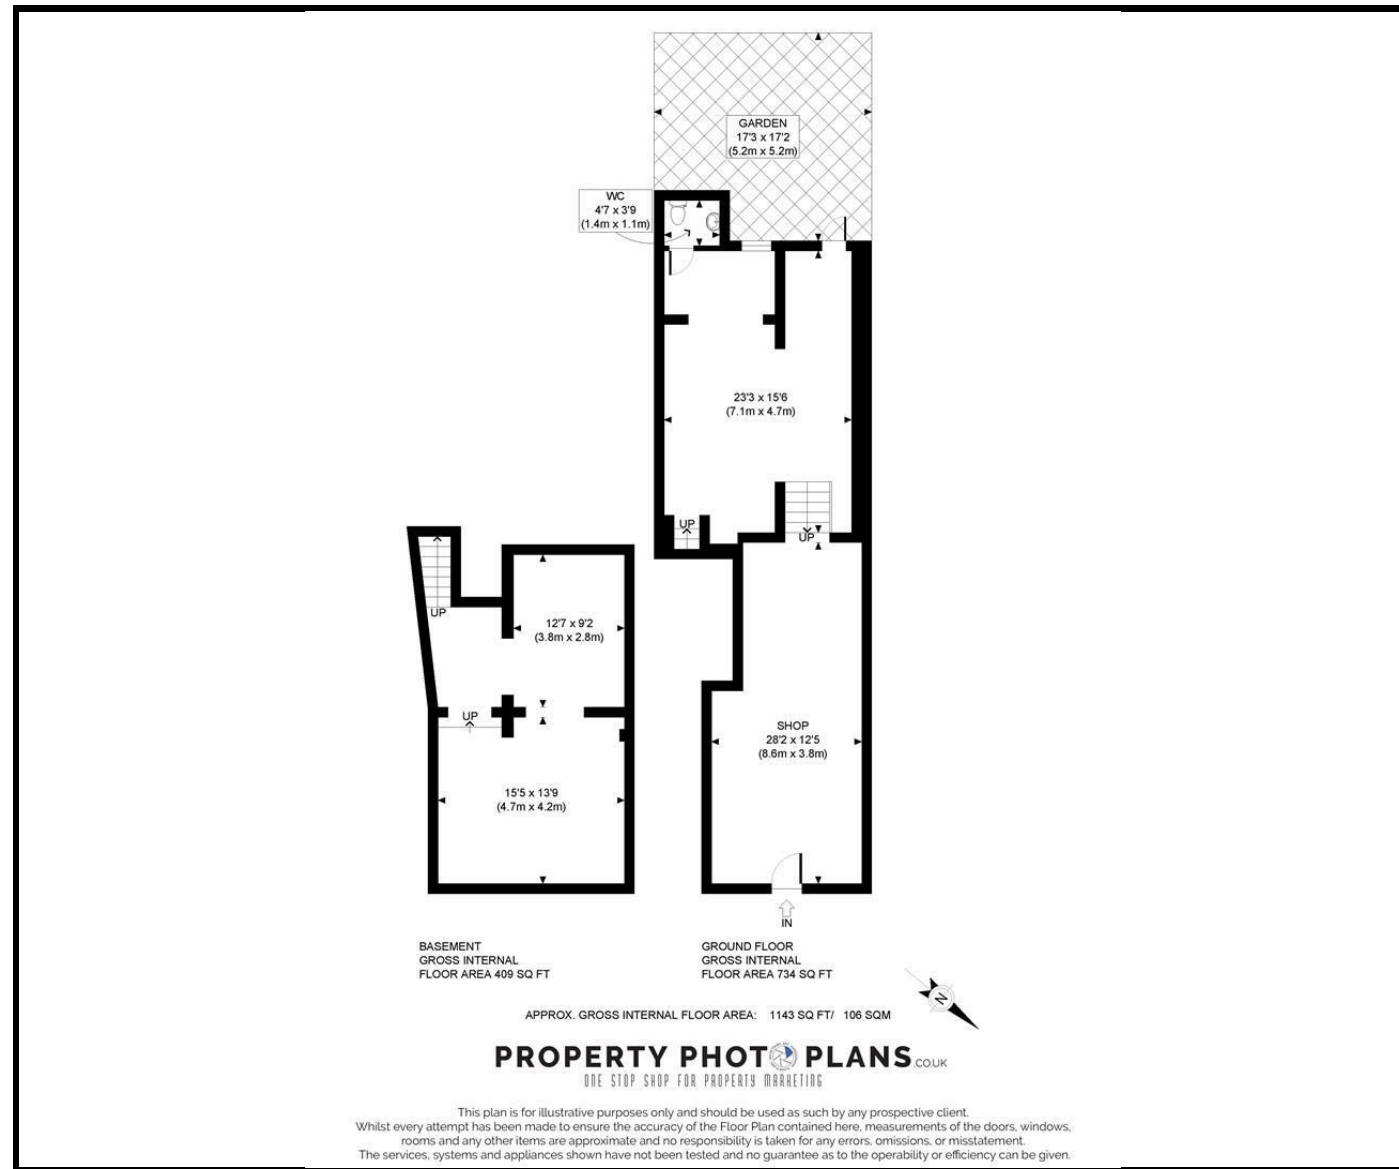 GARDEN
17'3 x 17'2
(5.2m x 5.2m)
WC
4'7 x 3'9
(1.4m x 1.1m)
23'3 x 15'6
(7.1m x 4.7m)
UP
UP
UP
12'7 x 9'2
(3.8m x 2.8m)
UP
SHOP
28'2 x 12'5
(8.6m x 3.8m)
15'5 x 13'9
(4.7m x 4.2m)
IN
BASEMENT
GROSS INTERNAL
FLOOR AREA 409 SQ FT
GROUND FLOOR
GROSS INTERNAL
FLOOR AREA 734 SQ FT
N
APPROX. GROSS INTERNAL FLOOR AREA: 1143 SQ FT/ 106 SQM
PROPERTY PHOTO PLANS.CO.UK
ONE STOP SHOP FOR PROPERTY MARKETING
This plan is for illustrative purposes only and should be used as such by any prospective client.
Whilst every attempt has been made to ensure the accuracy of the Floor Plan contained here, measurements of the doors, windows,
rooms and any other items are approximate and no responsibility is taken for any errors, omissions, or misstatement.
The services, systems and appliances shown have not been tested and no guarantee as to the operability or efficiency can be given.